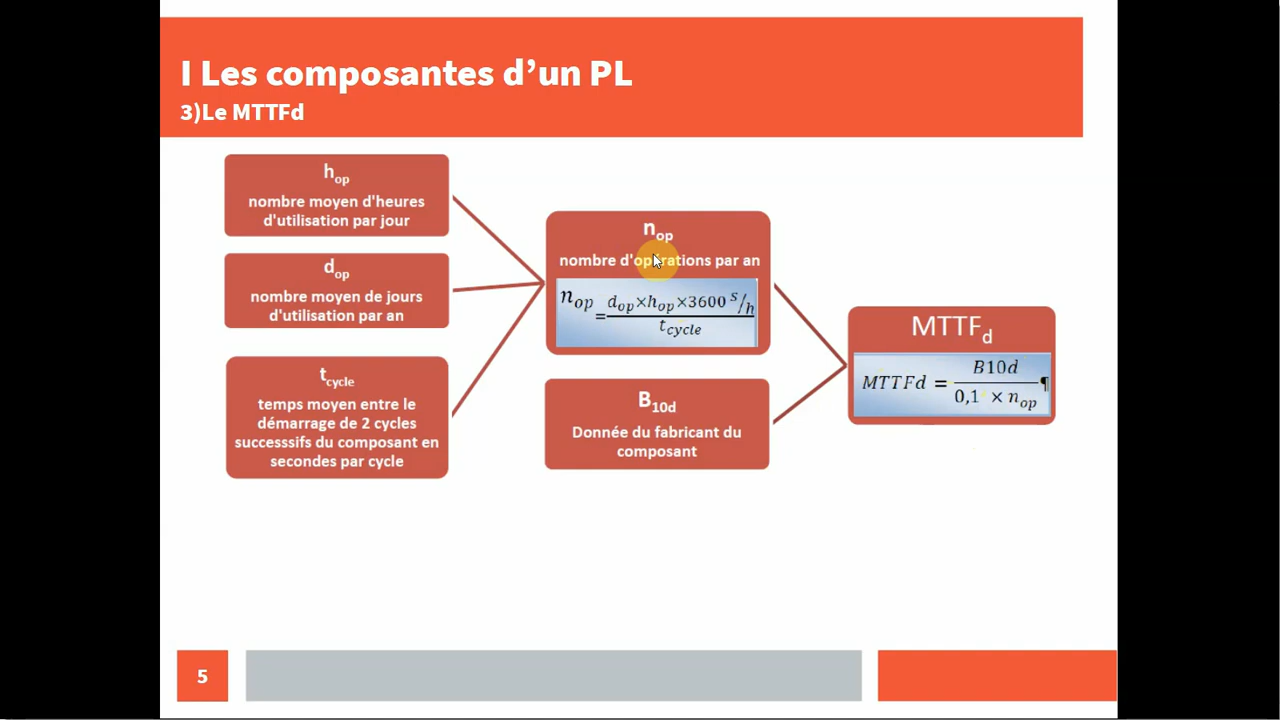 I Les composantes d’un PL
3)Le MTTFd
hop
nombre moyen d'heures
d'utilisation par jour
dop
nombre moyen de jours
d'utilisation par an
tcycle
temps moyen entre le
démarrage de 2 cycles
successsifs du composant en
secondes par cycle
nop
nombre d'opérations par an
nop = dop×hop×3600 s/h
tcycle
B10d
Donnée du fabricant du
composant
MTTFd
MTTFd = B10d ¶
0,1 × nop
5